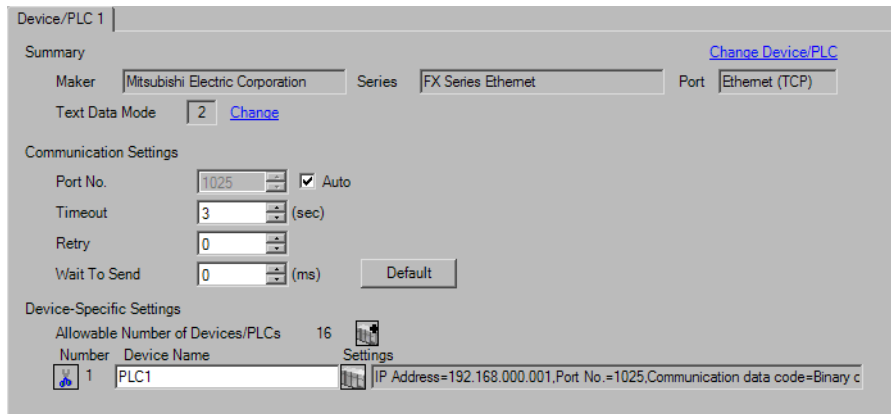 Device/PLC 1
Summary
Change Device/PLC
Maker Mitsubishi Electric Corporation Series FX Series Ethernet Port Ethernet (TCP)
Text Data Mode 2 Change
Communication Settings
Port No. 1025 Auto
Timeout 3 (sec)
Retry 0
Wait To Send 0 (ms) Default
Device-Specific Settings
Allowable Number of Devices/PLCs 16
Number Device Name Settings
1 PLC1 IP Address=192.168.000.001,Port No.=1025,Communication data code=Binary c